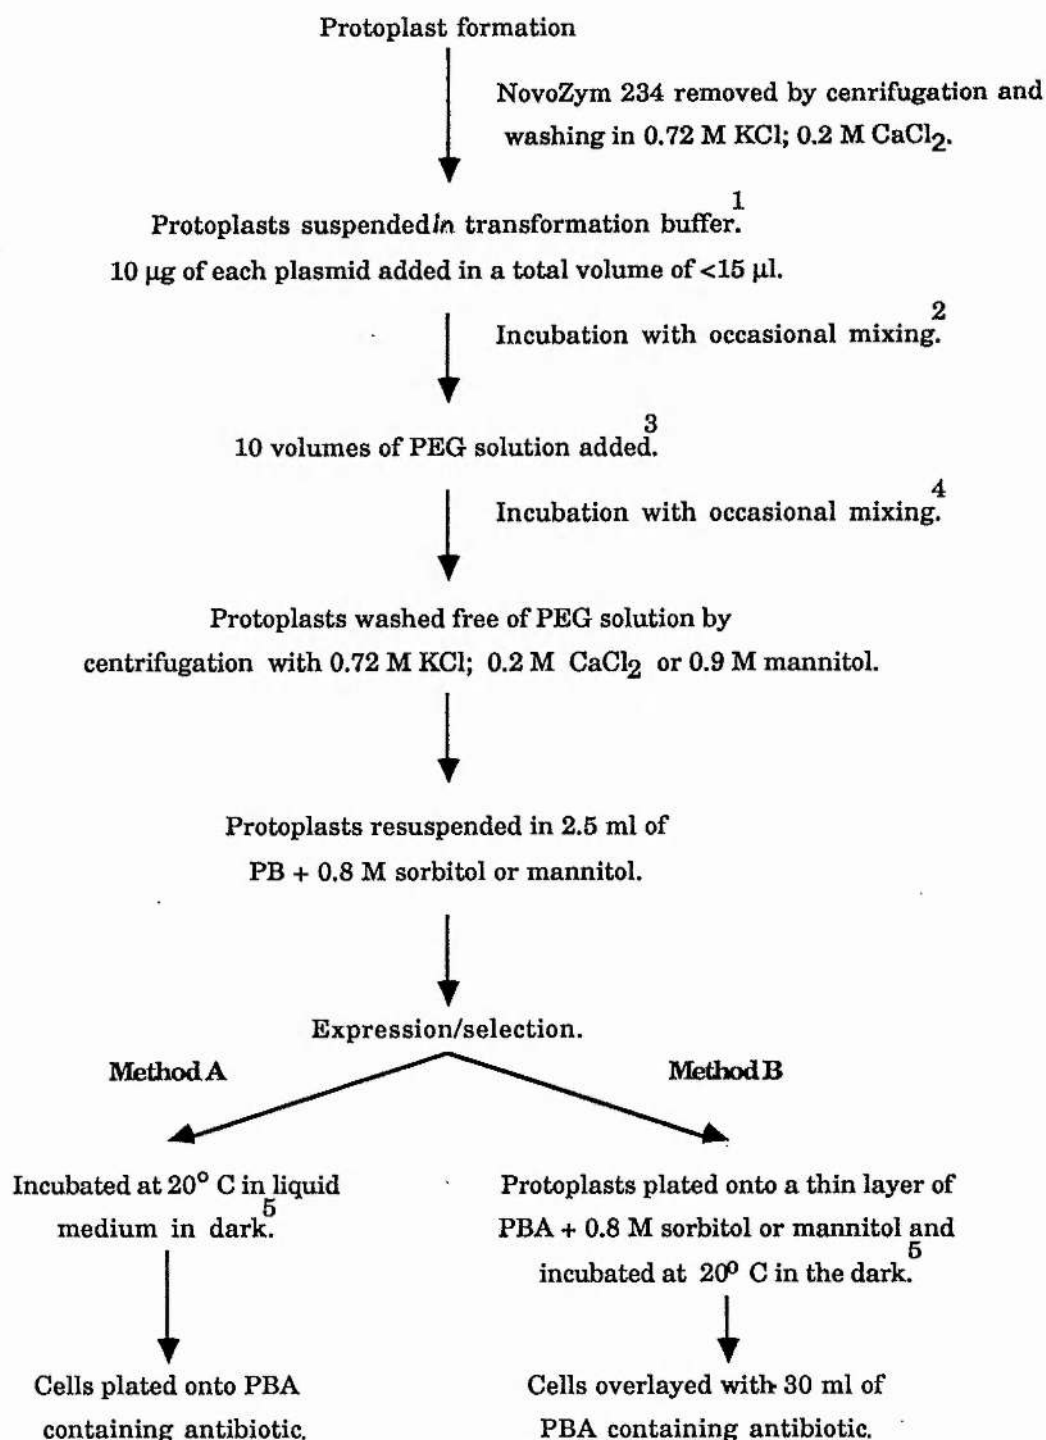 Protoplast formation
NovoZym 234 removed by cenrifugation and
washing in 0.72 M KCl; 0.2 M CaCl2.
Protoplasts suspended in transformation buffer.1
10 µg of each plasmid added in a total volume of <15 µl.
Incubation with occasional mixing.2
10 volumes of PEG solution added.3
Incubation with occasional mixing.4
Protoplasts washed free of PEG solution by
centrifugation with 0.72 M KCl; 0.2 M CaCl2 or 0.9 M mannitol.
Protoplasts resuspended in 2.5 ml of
PB + 0.8 M sorbitol or mannitol.
Expression/selection.
Method A
Method B
Incubated at 20° C in liquid
medium in dark.5
Protoplasts plated onto a thin layer of
PBA + 0.8 M sorbitol or mannitol and
incubated at 20° C in the dark.5
Cells plated onto PBA
containing antibiotic.
Cells overlayed with 30 ml of
PBA containing antibiotic.